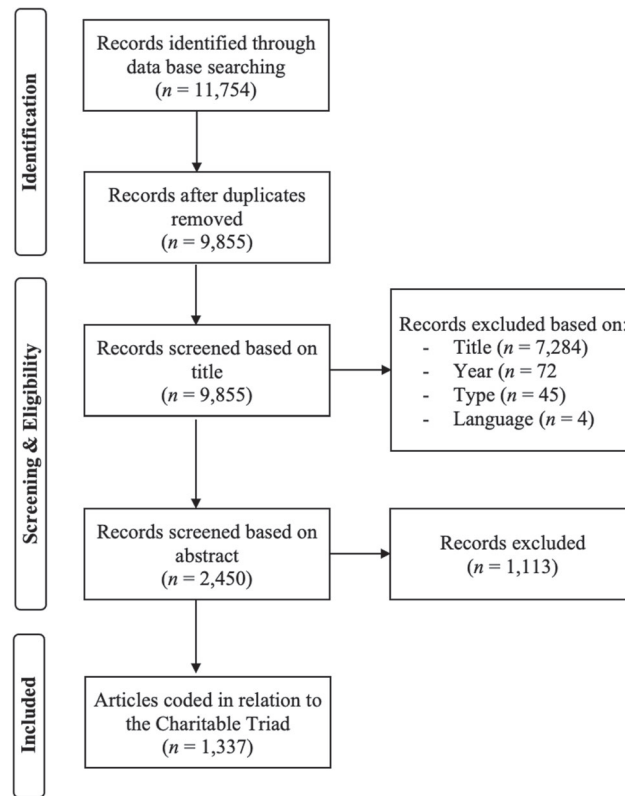 Identification
Records identified through
data base searching
(n = 11,754)
Records after duplicates
removed
(n = 9,855)
Screening & Eligibility
Records screened based on
title
(n = 9,855)
Records excluded based on:
- Title (n = 7,284)
- Year (n = 72
- Type (n = 45)
- Language (n = 4)
Records screened based on
abstract
(n = 2,450)
Records excluded
(n = 1,113)
Included
Articles coded in relation to
the Charitable Triad
(n = 1,337)